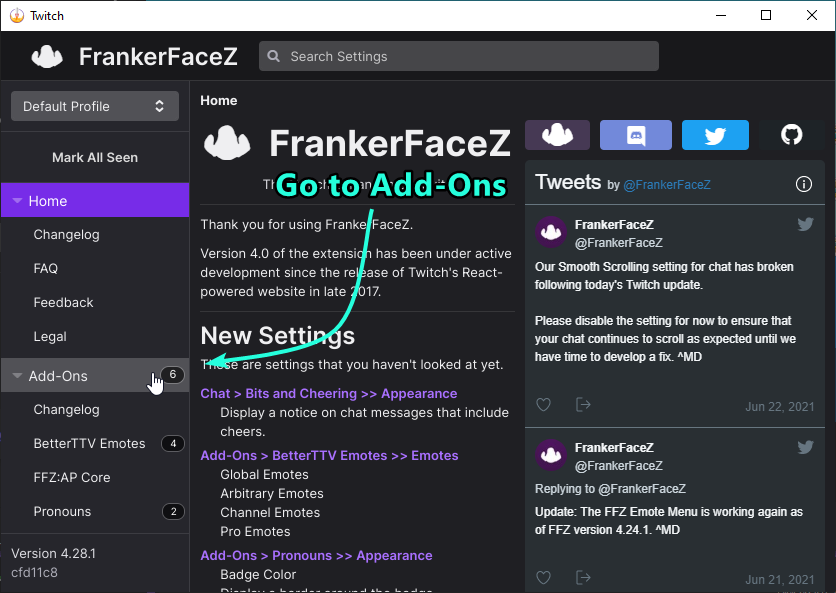 Twitch
FrankerFaceZ
Search Settings
Default Profile
Mark All Seen
Home
Changelog
FAQ
Feedback
Legal
Add-Ons 6
Changelog
BetterTTV Emotes 4
FFZ:AP Core
Pronouns 2
Version 4.28.1
cfd11c8
Home
FrankerFaceZ
Go to Add-Ons
Thank you for using FrankerFaceZ.
Version 4.0 of the extension has been under active
development since the release of Twitch's React-
powered website in late 2017.
New Settings
These are settings that you haven't looked at yet.
Chat > Bits and Cheering >> Appearance
Display a notice on chat messages that include
cheers.
Add-Ons > BetterTTV Emotes >> Emotes
Global Emotes
Arbitrary Emotes
Channel Emotes
Pro Emotes
Add-Ons > Pronouns >> Appearance
Badge Color
Display a border around the badge
Tweets by @FrankerFaceZ
FrankerFaceZ
@FrankerFaceZ
Our Smooth Scrolling setting for chat has broken
following today's Twitch update.
Please disable the setting for now to ensure that
your chat continues to scroll as expected until we
have time to develop a fix. ^MD
Jun 22, 2021
FrankerFaceZ
@FrankerFaceZ
Replying to @FrankerFaceZ
Update: The FFZ Emote Menu is working again as
of FFZ version 4.24.1. ^MD
Jun 21, 2021